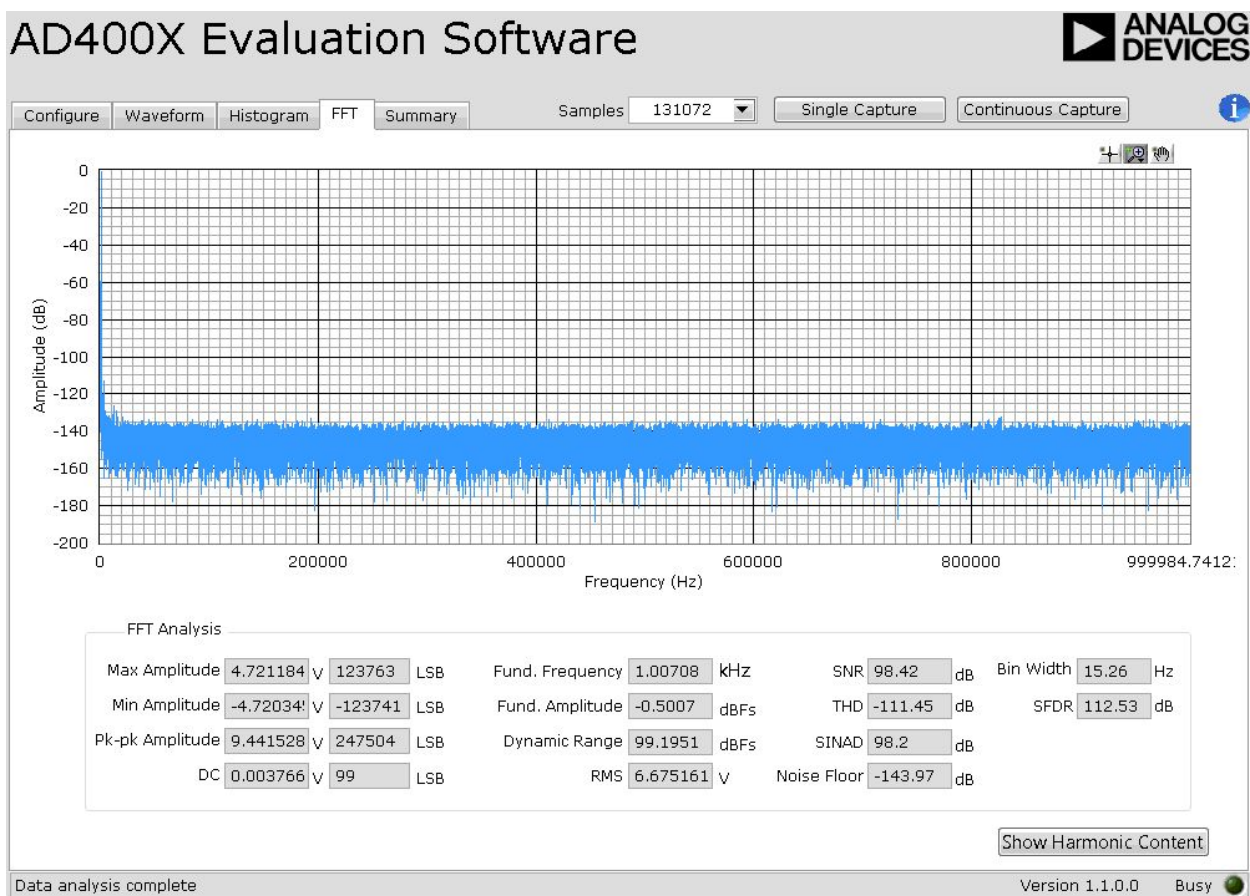 AD400X Evaluation Software
ANALOG
DEVICES
Configure Waveform Histogram FFT Summary Samples 131072 Single Capture Continuous Capture i
0
-20
-40
-60
-80
-100
-120
-140
-160
-180
-200
Amplitude (dB)
0 200000 400000 600000 800000 999984.74121
Frequency (Hz)
FFT Analysis
Max Amplitude 4.721184 V 123763 LSB Fund. Frequency 1.00708 kHz SNR 98.42 dB Bin Width 15.26 Hz
Min Amplitude -4.72034 V -123741 LSB Fund. Amplitude -0.5007 dBFs THD -111.45 dB SFDR 112.53 dB
Pk-pk Amplitude 9.441528 V 247504 LSB Dynamic Range 99.1951 dBFs SINAD 98.2 dB
DC 0.003766 V 99 LSB RMS 6.675161 V Noise Floor -143.97 dB
Show Harmonic Content
Data analysis complete Version 1.1.0.0 Busy